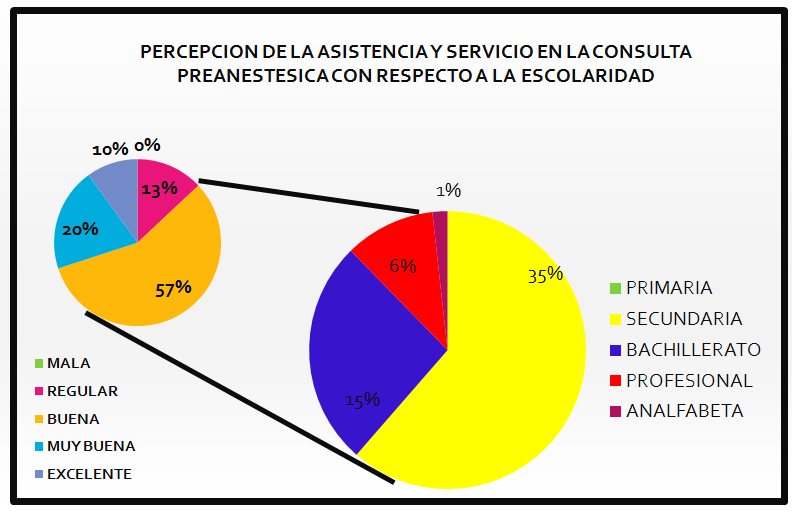 PERCEPCION DE LA ASISTENCIA Y SERVICIO EN LA CONSULTA
PREANESTESICA CON RESPECTO A LA ESCOLARIDAD
10% 0%
13%
20%
57%
MALA
REGULAR
BUENA
MUY BUENA
EXCELENTE
1%
6%
35%
15%
PRIMARIA
SECUNDARIA
BACHILLERATO
PROFESIONAL
ANALFABETA